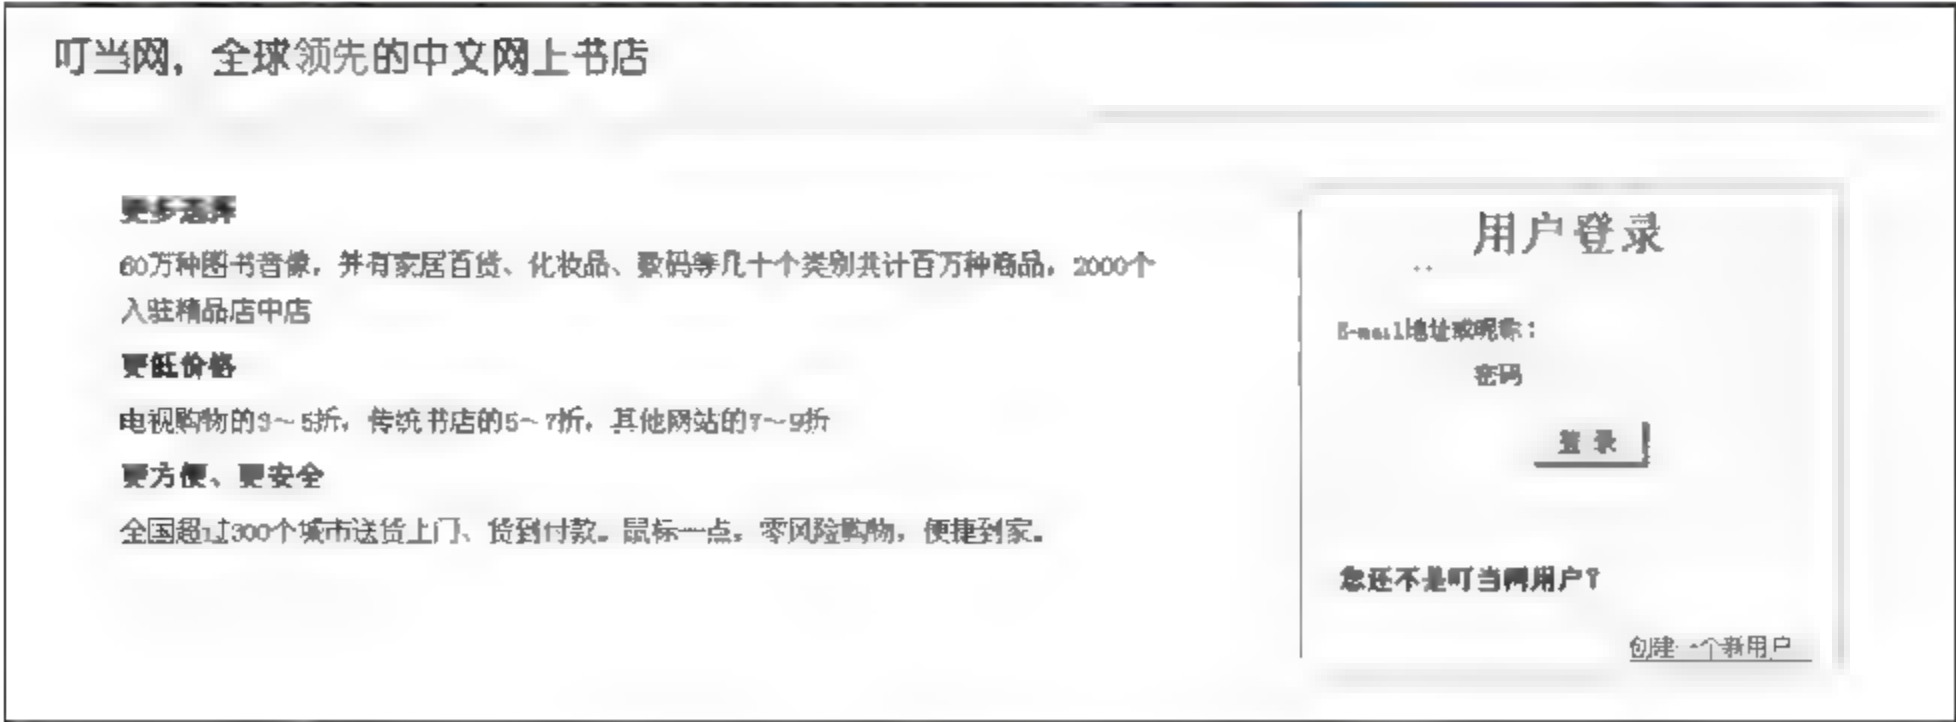 叮当网，全球领先的中文网上书店
更多选择
60万种图书音像，并有家居百货、化妆品、数码等几十个类别共计百万种商品，2000个
入驻精品店中店
更低价格
电视购物的3～5折，传统书店的5～7折，其他网站的7～9折
更方便、更安全
全国超过300个城市送货上门、货到付款。鼠标一点，零风险购物，便捷到家。
用户登录
E-mail地址或昵称：
密码
登 录
您还不是叮当网用户？
创建一个新用户